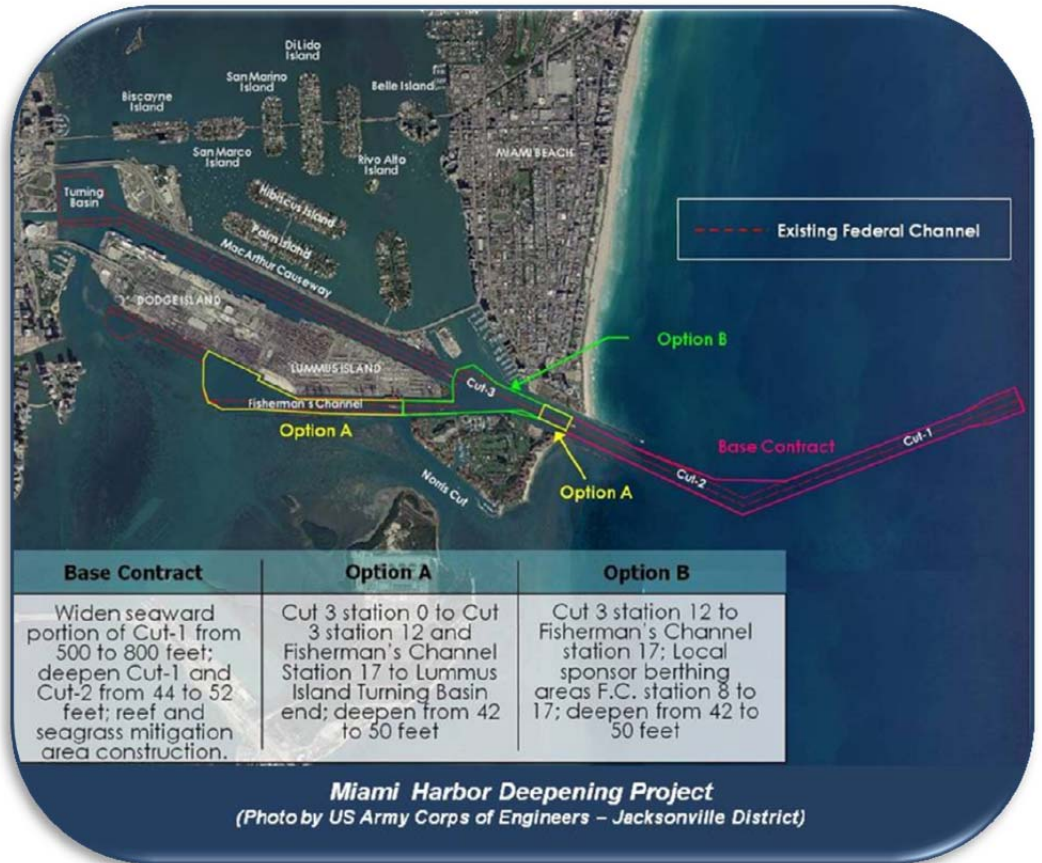 DiLido
Island
San Marino
Island
Belle Island
Biscayne
Island
San Marco
Island
Rivo Alto
Island
MIAMI BEACH
Turning
Basin
Hibiscus Island
Palm Island
MacArthur Causeway
Existing Federal Channel
DODGE ISLAND
LUMMUS ISLAND
Option B
Cut-3
Fisherman's Channel
Option A
Base Contract
Cut-1
Cut-2
Option A
Norris Cut
Base Contract
Widen seaward
portion of Cut-1 from
500 to 800 feet;
deepen Cut-1 and
Cut-2 from 44 to 52
feet; reef and
seagrass mitigation
area construction.
Option A
Cut 3 station 0 to Cut
3 station 12 and
Fisherman's Channel
Station 17 to Lummus
Island Turning Basin
end; deepen from 42
to 50 feet
Option B
Cut 3 station 12 to
Fisherman's Channel
station 17; Local
sponsor berthing
areas F.C. station 8 to
17; deepen from 42 to
50 feet
Miami Harbor Deepening Project
(Photo by US Army Corps of Engineers – Jacksonville District)